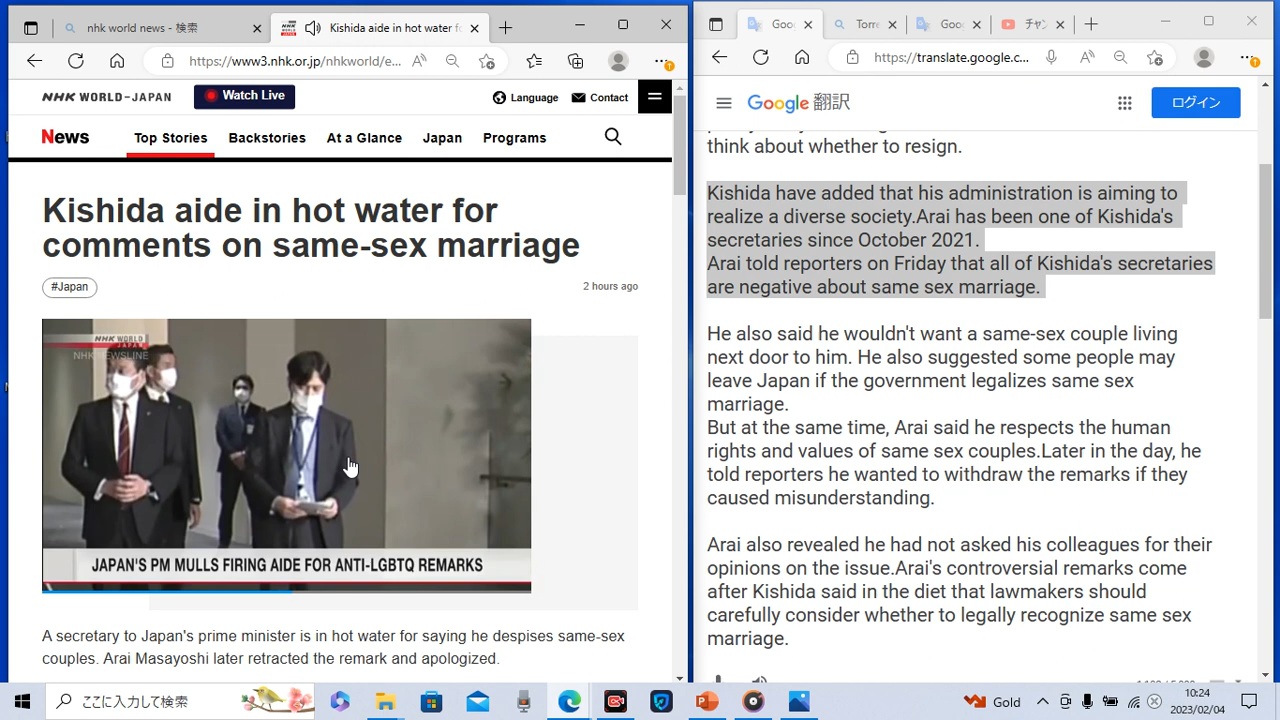 nhk world news - 検索
Kishida aide in hot water f
https://www3.nhk.or.jp/nhkworld/e...
NHK WORLD-JAPAN
Watch Live
Language
Contact
News
Top Stories
Backstories
At a Glance
Japan
Programs
Kishida aide in hot water for
comments on same-sex marriage
#Japan
2 hours ago
NHK WORLD
JAPAN
NHK NEWSLINE
JAPAN'S PM MULLS FIRING AIDE FOR ANTI-LGBTQ REMARKS
A secretary to Japan's prime minister is in hot water for saying he despises same-sex
couples. Arai Masayoshi later retracted the remark and apologized.
Goo
Torre
Goo
チャン
https://translate.google.c...
Google 翻訳
ログイン
think about whether to resign.
Kishida have added that his administration is aiming to
realize a diverse society.Arai has been one of Kishida's
secretaries since October 2021.
Arai told reporters on Friday that all of Kishida's secretaries
are negative about same sex marriage.
He also said he wouldn't want a same-sex couple living
next door to him. He also suggested some people may
leave Japan if the government legalizes same sex
marriage.
But at the same time, Arai said he respects the human
rights and values of same sex couples.Later in the day, he
told reporters he wanted to withdraw the remarks if they
caused misunderstanding.
Arai also revealed he had not asked his colleagues for their
opinions on the issue.Arai's controversial remarks come
after Kishida said in the diet that lawmakers should
carefully consider whether to legally recognize same sex
marriage.
ここに入力して検索
Gold
10:24
2023/02/04